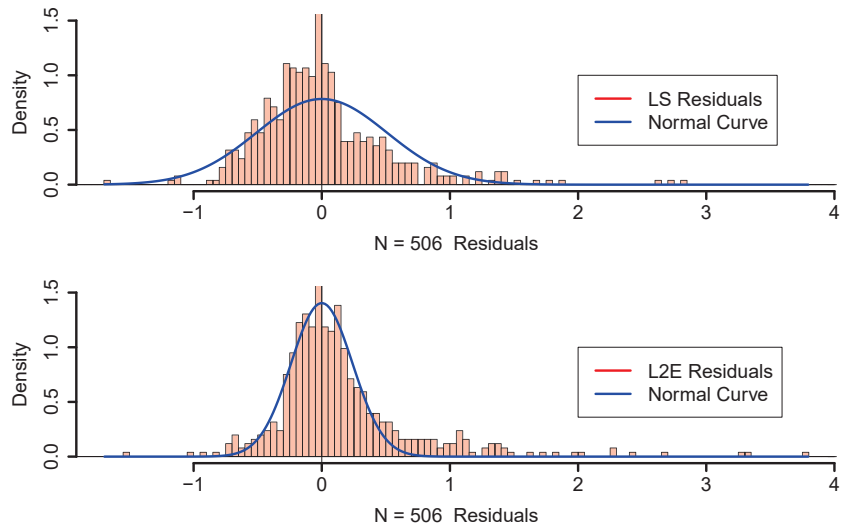 1.5
1.0
0.5
0.0
Density
LS Residuals
Normal Curve
−1 0 1 2 3 4
N = 506 Residuals
1.5
1.0
0.5
0.0
Density
L2E Residuals
Normal Curve
−1 0 1 2 3 4
N = 506 Residuals